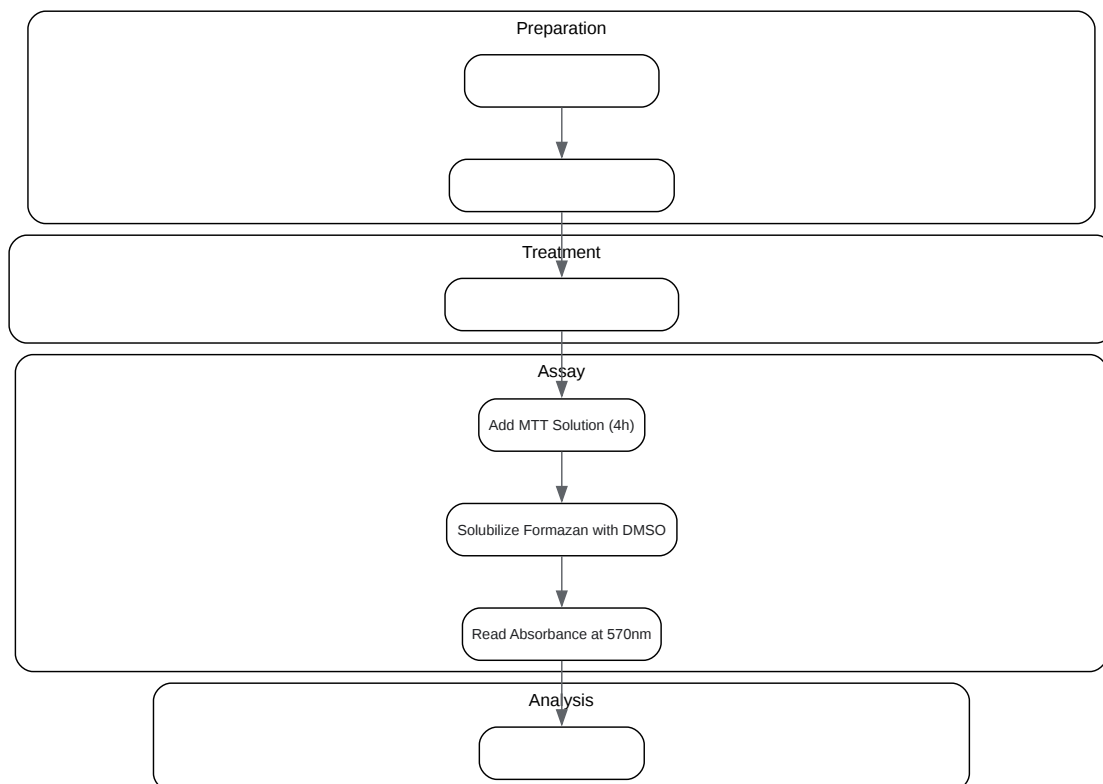 Preparation
Treatment
Assay
Add MTT Solution (4h)
Solubilize Formazan with DMSO
Read Absorbance at 570nm
Analysis